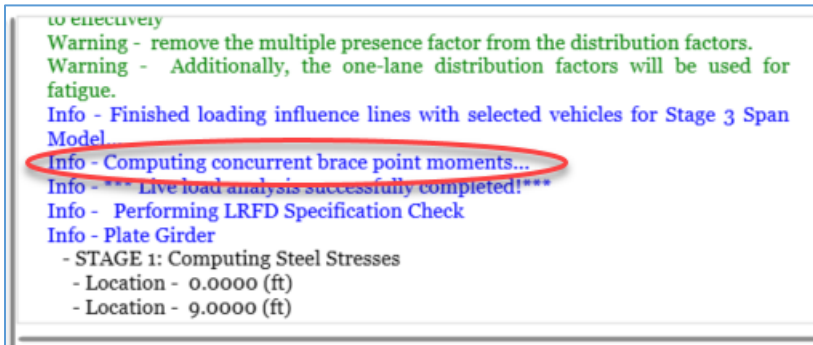 to effectively
Warning - remove the multiple presence factor from the distribution factors.
Warning - Additionally, the one-lane distribution factors will be used for
fatigue.
Info - Finished loading influence lines with selected vehicles for Stage 3 Span
Model...
Info - Computing concurrent brace point moments...
Info - *** Live load analysis successfully completed!***
Info - Performing LRFD Specification Check
Info - Plate Girder
- STAGE 1: Computing Steel Stresses
- Location - 0.0000 (ft)
- Location - 9.0000 (ft)